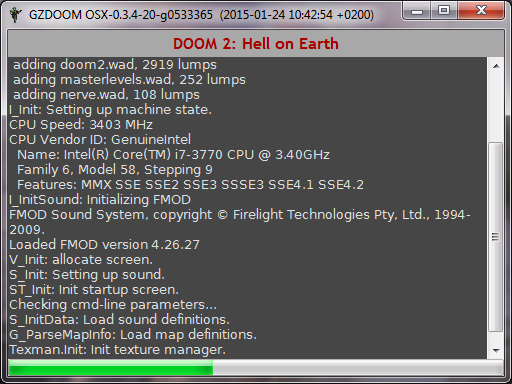 GZDOOM OSX-0.3.4-20-g0533365 (2015-01-24 10:42:54 +0200)
DOOM 2: Hell on Earth
adding doom2.wad, 2919 lumps
adding masterlevels.wad, 252 lumps
adding nerve.wad, 108 lumps
I_Init: Setting up machine state.
CPU Speed: 3403 MHz
CPU Vendor ID: GenuineIntel
Name: Intel(R) Core(TM) i7-3770 CPU @ 3.40GHz
Family 6, Model 58, Stepping 9
Features: MMX SSE SSE2 SSE3 SSSE3 SSE4.1 SSE4.2
I_InitSound: Initializing FMOD
FMOD Sound System, copyright © Firelight Technologies Pty, Ltd., 1994-
2009.
Loaded FMOD version 4.26.27
V_Init: allocate screen.
S_Init: Setting up sound.
ST_Init: Init startup screen.
Checking cmd-line parameters...
S_InitData: Load sound definitions.
G_ParseMapInfo: Load map definitions.
Texman.Init: Init texture manager.